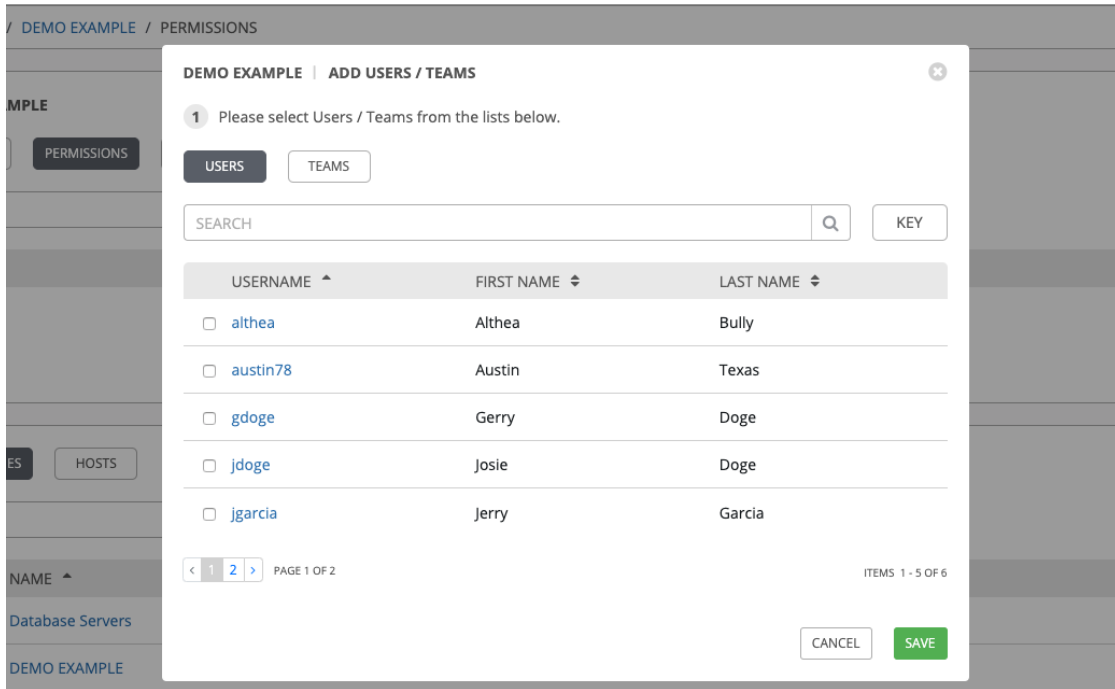 / DEMO EXAMPLE / PERMISSIONS
DEMO EXAMPLE | ADD USERS / TEAMS
AMPLE
1 Please select Users / Teams from the lists below.
PERMISSIONS
USERS TEAMS
SEARCH KEY
USERNAME FIRST NAME LAST NAME
althea Althea Bully
austin78 Austin Texas
gdoge Gerry Doge
ES HOSTS
jdoge Josie Doge
jgarcia Jerry Garcia
< 1 2 > PAGE 1 OF 2 ITEMS 1 - 5 OF 6
NAME
Database Servers
CANCEL SAVE
DEMO EXAMPLE